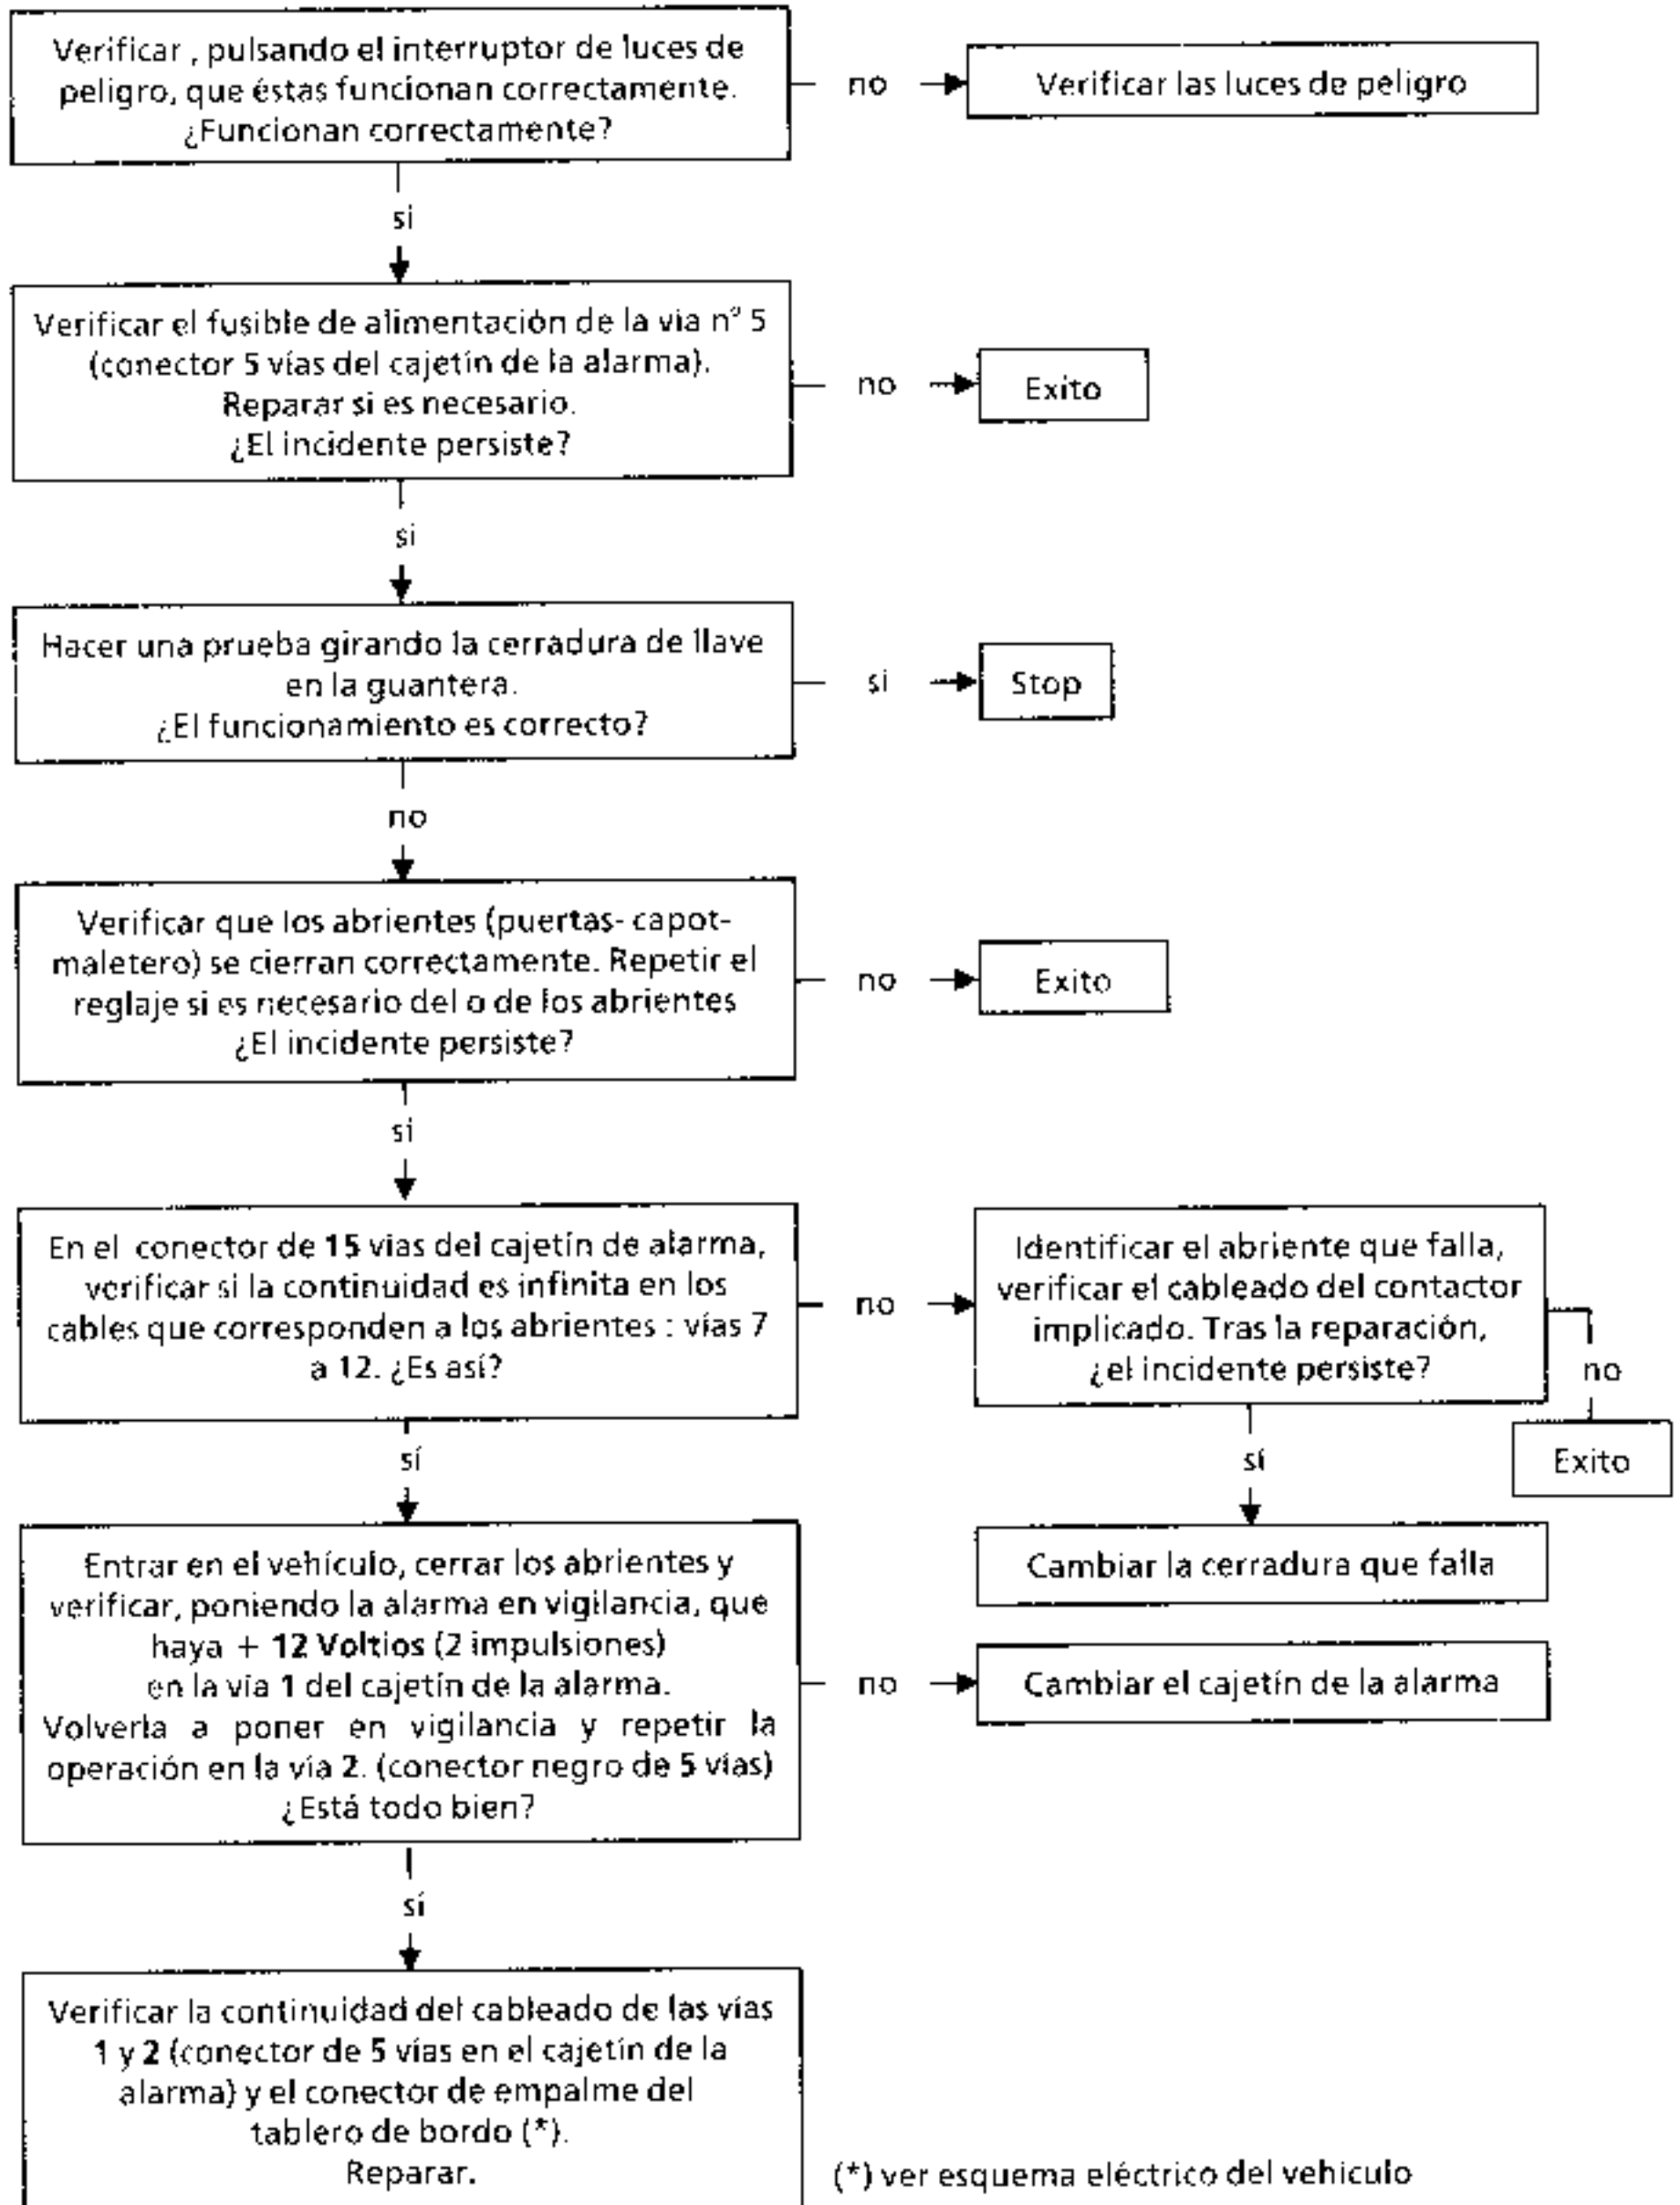 Verificar , pulsando el interruptor de luces de
peligro, que éstas funcionan correctamente.
¿Funcionan correctamente?
no
Verificar las luces de peligro
si
Verificar el fusible de alimentación de la via n° 5
(conector 5 vías del cajetín de la alarma).
Reparar si es necesario.
¿El incidente persiste?
no
Exito
si
Hacer una prueba girando la cerradura de llave
en la guantera.
¿El funcionamiento es correcto?
si
Stop
no
Verificar que los abrientes (puertas- capot-
maletero) se cierran correctamente. Repetir el
reglaje si es necesario del o de los abrientes
¿El incidente persiste?
no
Exito
si
En el conector de 15 vias del cajetín de alarma,
verificar si la continuidad es infinita en los
cables que corresponden a los abrientes : vías 7
a 12. ¿Es así?
no
Identificar el abriente que falla,
verificar el cableado del contactor
implicado. Tras la reparación,
¿el incidente persiste?
no
Exito
sí
sí
Cambiar la cerradura que falla
Entrar en el vehículo, cerrar los abrientes y
verificar, poniendo la alarma en vigilancia, que
haya + 12 Voltios (2 impulsiones)
en la via 1 del cajetín de la alarma.
Volverla a poner en vigilancia y repetir la
operación en la vía 2. (conector negro de 5 vías)
¿Está todo bien?
no
Cambiar el cajetín de la alarma
sí
Verificar la continuidad del cableado de las vías
1 y 2 (conector de 5 vías en el cajetín de la
alarma) y el conector de empalme del
tablero de bordo (*).
Reparar.
(*) ver esquema eléctrico del vehiculo